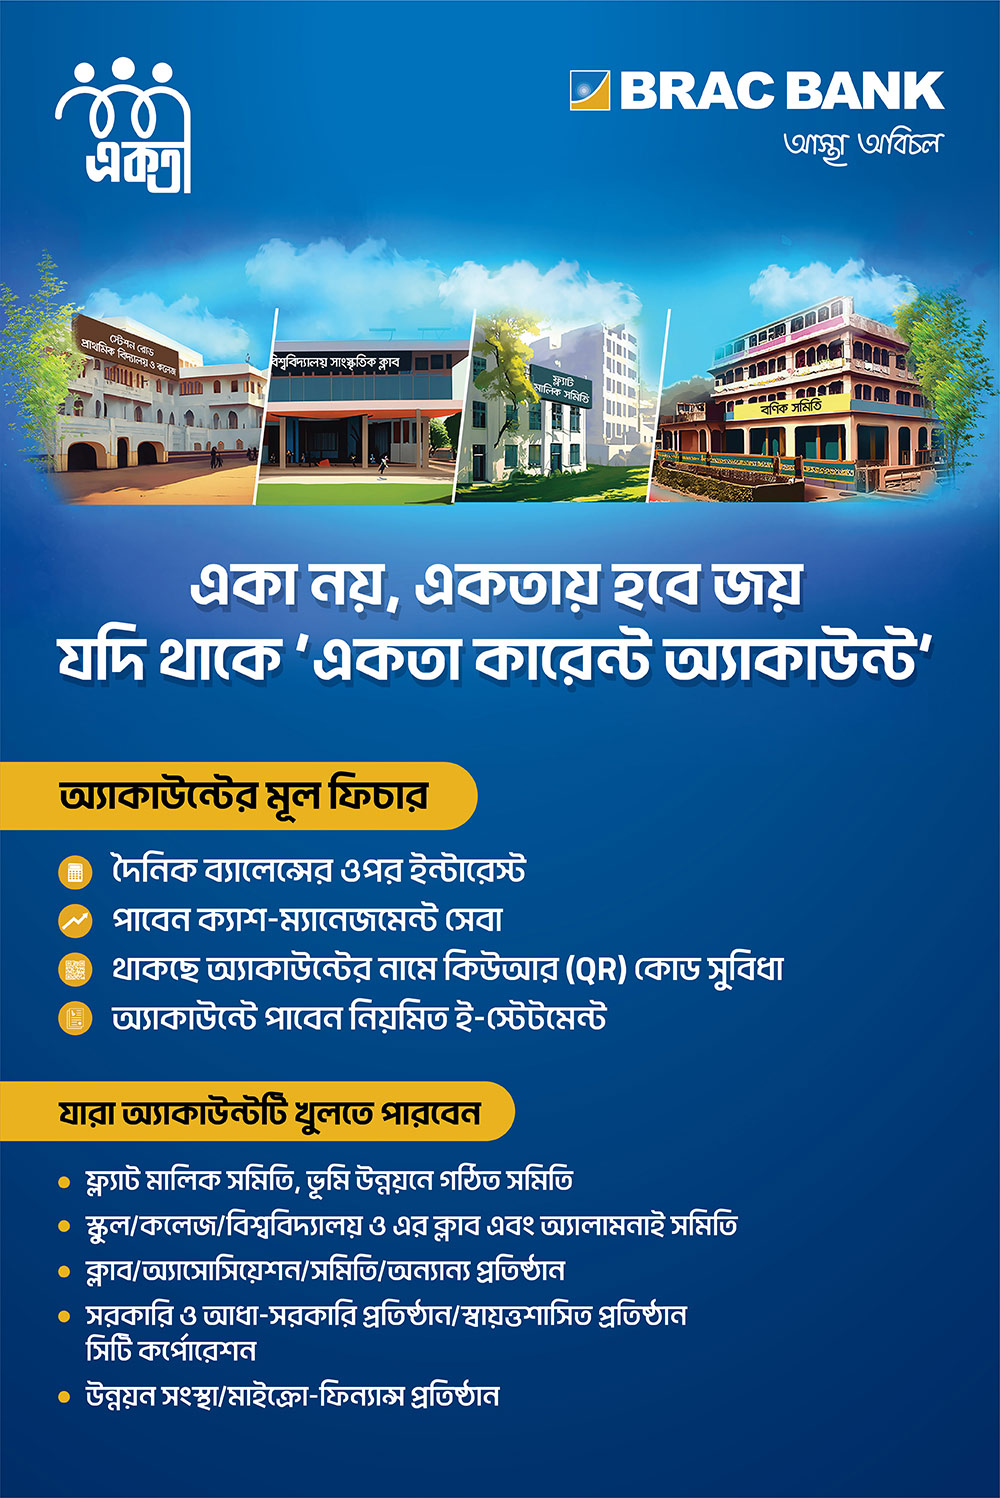 একতা
BRAC BANK
আস্থা অবিচল
স্টেশন রোড
প্রাথমিক বিদ্যালয় ও কলেজ
বিশ্ববিদ্যালয় সাংস্কৃতিক ক্লাব
ফ্ল্যাট
মালিক সমিতি
বণিক সমিতি
একা নয়, একতায় হবে জয়
যদি থাকে 'একতা কারেন্ট অ্যাকাউন্ট'
অ্যাকাউন্টের মূল ফিচার
দৈনিক ব্যালেন্সের ওপর ইন্টারেস্ট
পাবেন ক্যাশ-ম্যানেজমেন্ট সেবা
থাকছে অ্যাকাউন্টের নামে কিউআর (QR) কোড সুবিধা
অ্যাকাউন্টে পাবেন নিয়মিত ই-স্টেটমেন্ট
যারা অ্যাকাউন্টটি খুলতে পারবেন
• ফ্ল্যাট মালিক সমিতি, ভূমি উন্নয়নে গঠিত সমিতি
• স্কুল/কলেজ/বিশ্ববিদ্যালয় ও এর ক্লাব এবং অ্যালামনাই সমিতি
• ক্লাব/অ্যাসোসিয়েশন/সমিতি/অন্যান্য প্রতিষ্ঠান
• সরকারি ও আধা-সরকারি প্রতিষ্ঠান/স্বায়ত্তশাসিত প্রতিষ্ঠান
সিটি কর্পোরেশন
• উন্নয়ন সংস্থা/মাইক্রো-ফিন্যান্স প্রতিষ্ঠান